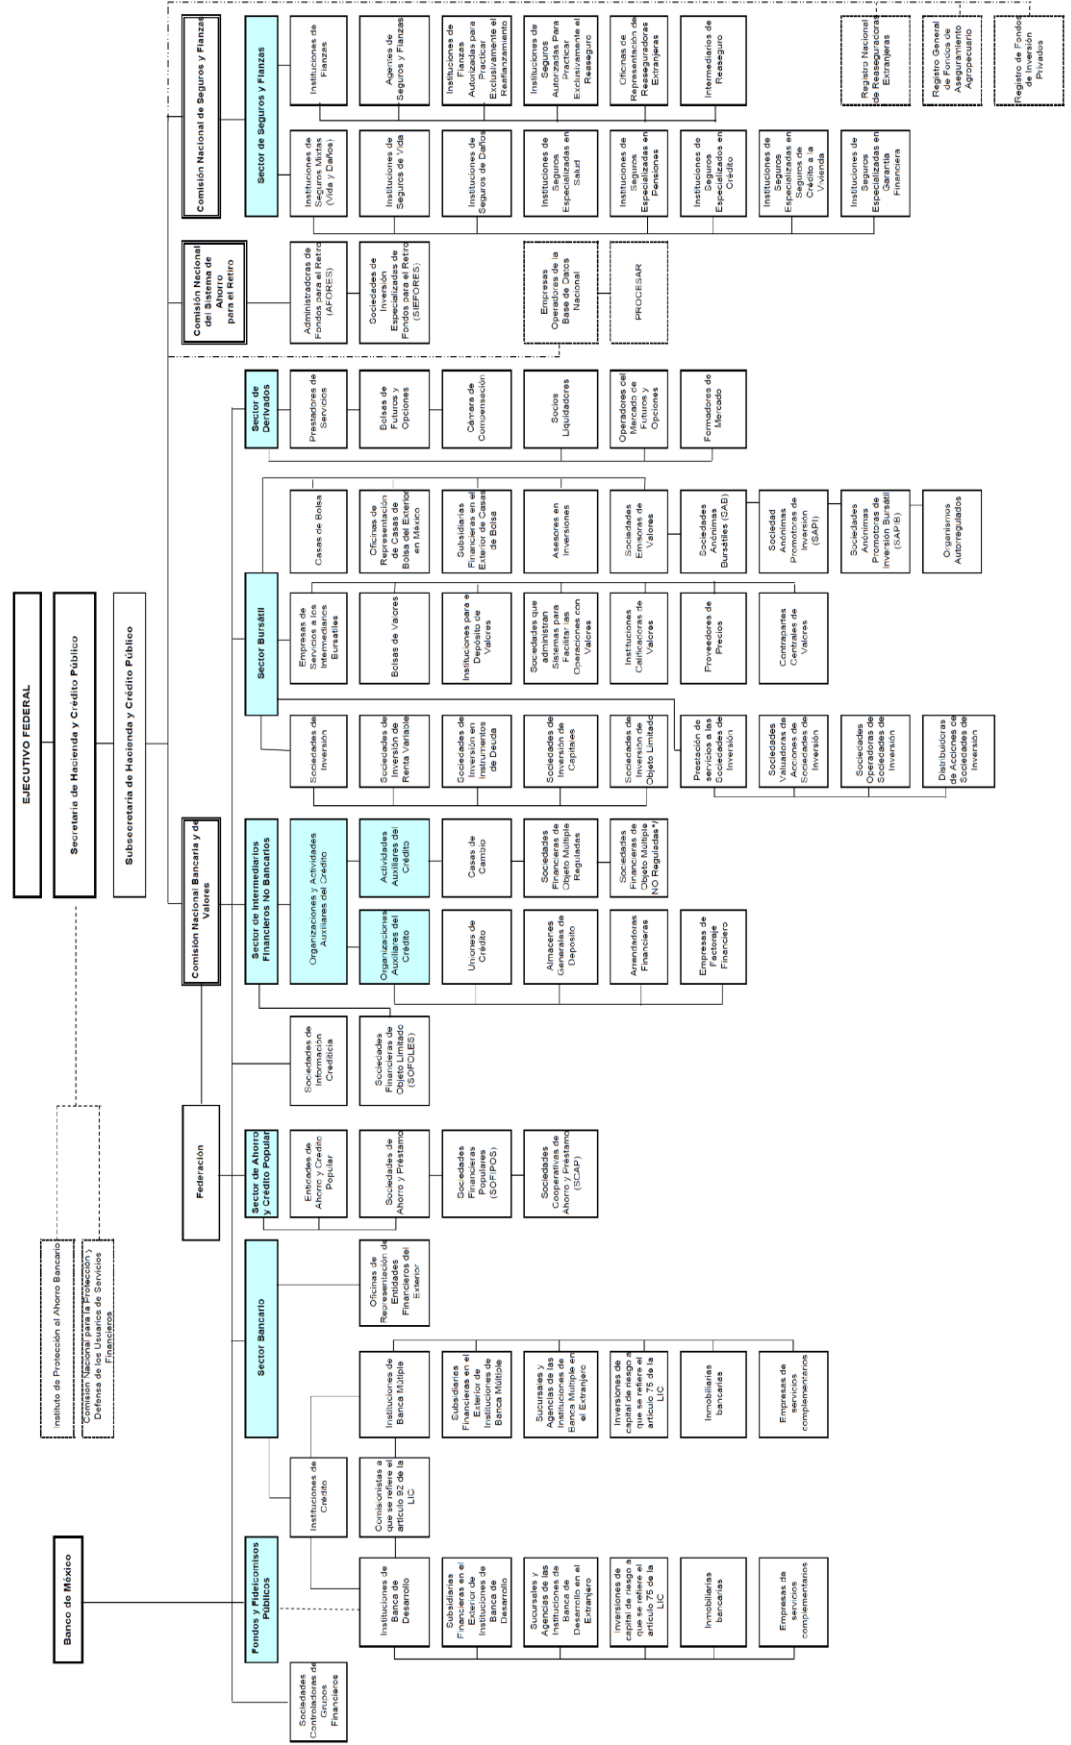 EJECUTIVO FEDERAL
Banco de México
Secretaria de Hacienda y Crédito Público
Subsecretaria de Hacienda y Crédito Público
Instituto de Protección al Ahorro Bancario
Comisión Nacional para la Protección y
Defensa de los Usuarios de Servicios
Financieros
Federación
Comisión Nacional Bancaria y de
Valores
Comisión Nacional
del Sistema de
Ahorro
para el Retiro
Comisión Nacional de Seguros y Fianzas
Fondos y Fideicomisos
Públicos
Sector Bancario
Sector de Ahorro
y Crédito Popular
Sector de Intermediarios
Financieros No Bancarios
Sector Bursátil
Sector de
Derivados
Sector de Seguros y Fianzas
Sociedades
Controladoras de
Grupos
Financieros
Instituciones de
Crédito
Instituciones de
Banca de
Desarrollo
Subsidiarias
Financieras en el
Exterior de
Instituciones de
Banca de
Desarrollo
Sucursales y
Agencias de las
Instituciones de
Banca de
Desarrollo en el
Extranjero
Inversiones de
capital de riesgo a
que se refiere el
artículo 75 de la
LIC
Inmobiliarias
bancarias
Empresas de
servicios
complementarios
Comisionistas a
que se refiere el
artículo 92 de la
LIC
Instituciones de
Banca Múltiple
Subsidiarias
Financieras en el
Exterior de
Instituciones de
Banca Múltiple
Sucursales y
Agencias de las
Instituciones de
Banca Múltiple en
el Extranjero
Inversiones de
capital de riesgo a
que se refiere el
artículo 75 de la
LIC
Inmobiliarias
bancarias
Empresas de
servicios
complementarios
Oficinas de
Representación de
Entidades
Financieros del
Exterior
Entidades de
Ahorro y Crédito
Popular
Sociedades de
Ahorro y Préstamo
Sociedades
Financieras
Populares
(SOFIPOS)
Sociedades
Cooperativas de
Ahorro y Préstamo
(SCAP)
Sociedades de
Información
Crediticia
Sociedades
Financieras de
Objeto Limitado
(SOFOLES)
Organizaciones y Actividades
Auxiliares del Crédito
Organizaciones
Auxiliares del
Crédito
Uniones de
Crédito
Almacenes
Generales de
Deposito
Arrendadoras
Financieras
Empresas de
Factoraje
Financiero
Actividades
Auxiliares del
Crédito
Casas de
Cambio
Sociedades
Financieras de
Objeto Múltiple
Reguladas
Sociedades
Financieras de
Objeto Múltiple
NO Reguladas*/
Sociedades de
Inversión
Sociedades de
Inversión de
Renta Variable
Sociedades de
Inversión en
Instrumentos
de Deuda
Sociedades de
Inversión de
Capitales
Sociedades de
Inversión de
Objeto Limitado
Prestación de
servicios a las
Sociedades de
Inversión
Sociedades
Valuadoras de
Acciones de
Sociedades de
Inversión
Sociedades
Operadoras de
Sociedades de
Inversión
Distribuidoras
de Acciones de
Sociedades de
Inversión
Empresas de
Servicios a los
Intermediarios
Bursátiles
Bolsas de Valores
Instituciones para e
Depósito de
Valores
Sociedades que
administran
Sistemas para
Facilitar las
Operaciones con
Valores
Instituciones
Calificadoras de
Valores
Proveedores de
Precios
Contrapartes
Centrales de
Valores
Casas de Bolsa
Oficinas de
Representación
de Casas de
Bolsa del Exterior
en México
Subsidiarias
Financieras en el
Exterior de Casas
de Bolsa
Asesores en
Inversiones
Sociedades
Emisoras de
Valores
Sociedades
Anónimas
Bursátiles (SAB)
Sociedad
Anónimas
Promotoras de
Inversión
(SAPI)
Sociedades
Anónimas
Promotoras de
Inversión Bursátil
(SAPIB)
Organismos
Autorregulados
Prestadores de
Servicios
Bolsas de
Futuros y
Opciones
Cámara de
Compensación
Socios
Liquidadores
Operadores del
Mercado de
Futuros y
Opciones
Formadores de
Mercado
Administradoras de
Fondos para el Retiro
(AFORES)
Sociedades de
Inversión
Especializadas de
Fondos para el Retiro
(SIEFORES)
Empresas
Operadoras de la
Base de Datos
Nacional
PROCESAR
Instituciones de
Seguros Mixtas
(Vida y Daños)
Instituciones de
Seguros de Vida
Instituciones de
Seguros de Daños
Instituciones de
Seguros
Especializadas en
Salud
Instituciones de
Seguros
Especializadas en
Pensiones
Instituciones de
Seguros
Especializados en
Crédito
Instituciones de
Seguros
Especializadas en
Seguros de
Crédito a la
Vivienda
Instituciones de
Seguros
Especializadas en
Garantía
Financiera
Instituciones de
Fianzas
Agentes de
Seguros y Fianzas
Instituciones de
Fianzas
Autorizadas para
Practicar
Exclusivamente el
Reafianzamiento
Instituciones de
Seguros
Autorizadas Para
Practicar
Exclusivamente el
Reaseguro
Oficinas de
Representación de
Reaseguradoras
Extranjeras
Intermediarios de
Reaseguro
Registro Nacional
de Reaseguradoras
Extranjeras
Registro General
de Fondos de
Aseguramiento
Agropecuario
Registro de Fondos
de Inversión
Privados